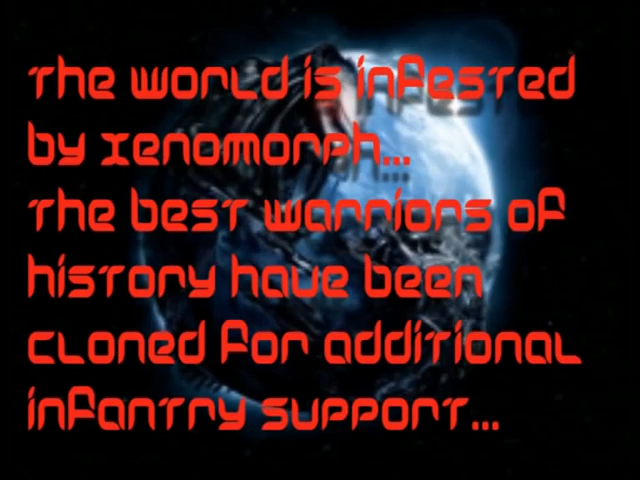 The world is infested
by xenomorph...
The best warriors of
history have been
cloned for additional
infantry support...